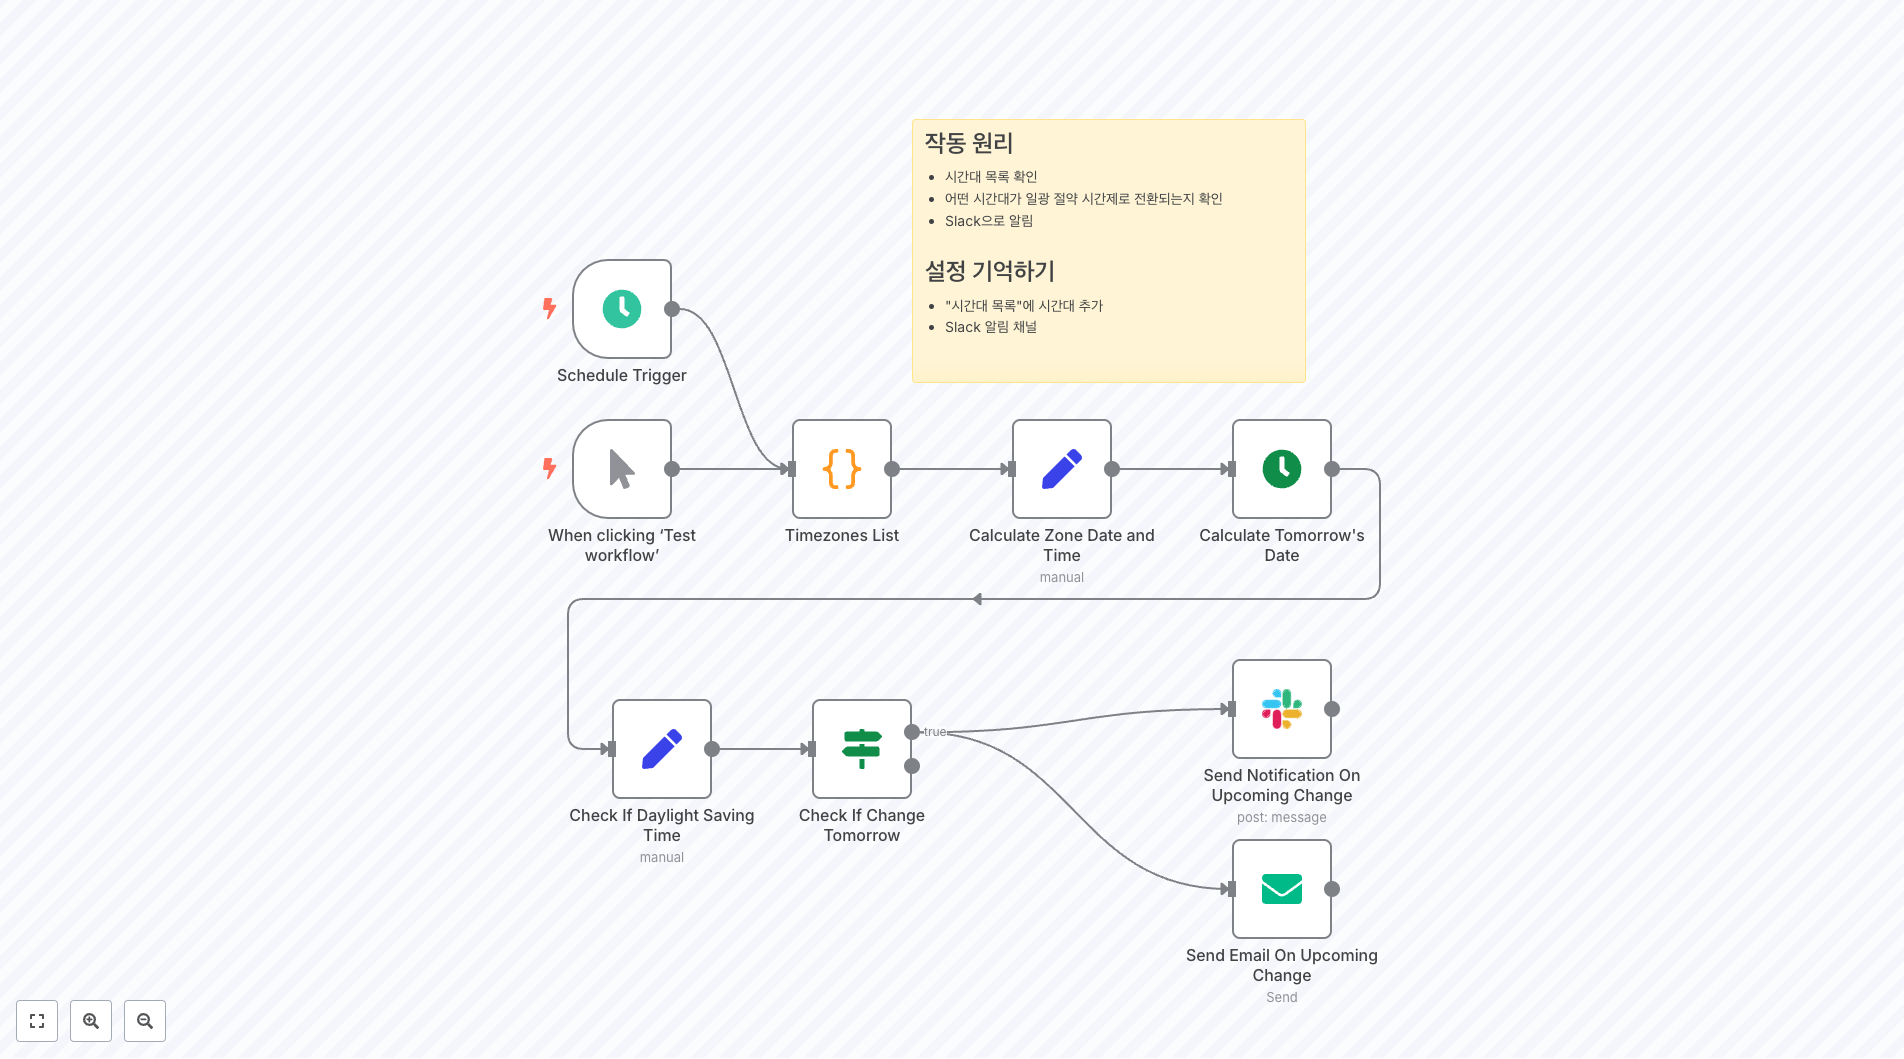 작동 원리
시간대 목록 확인
어떤 시간대가 일광 절약 시간제로 전환되는지 확인
Slack으로 알림
설정 기억하기
"시간대 목록"에 시간대 추가
Slack 알림 채널
Schedule Trigger
When clicking ‘Test
workflow’
Timezones List
Calculate Zone Date and
Time
manual
Calculate Tomorrow's
Date
Check If Daylight Saving
Time
manual
Check If Change
Tomorrow
true
Send Notification On
Upcoming Change
post: message
Send Email On Upcoming
Change
Send